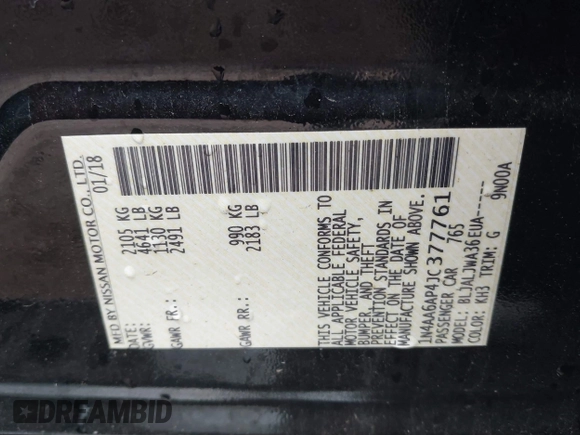 MFD BY NISSAN MOTOR CO., LTD.
DATE: 01/18
GVWR: 2105 KG
4641 LB
GAWR FR.: 1130 KG
2491 LB
GAWR RR.: 990 KG
2183 LB
THIS VEHICLE CONFORMS TO
ALL APPLICABLE FEDERAL
MOTOR VEHICLE SAFETY,
BUMPER, AND THEFT
PREVENTION STANDARDS IN
EFFECT ON THE DATE OF
MANUFACTURE SHOWN ABOVE.
1N4AA6AP4JC377761
PASSENGER CAR 765
MODEL: BLJALJWA36EUA-----
COLOR: KH3 TRIM: G 9N00A
DREAMBID